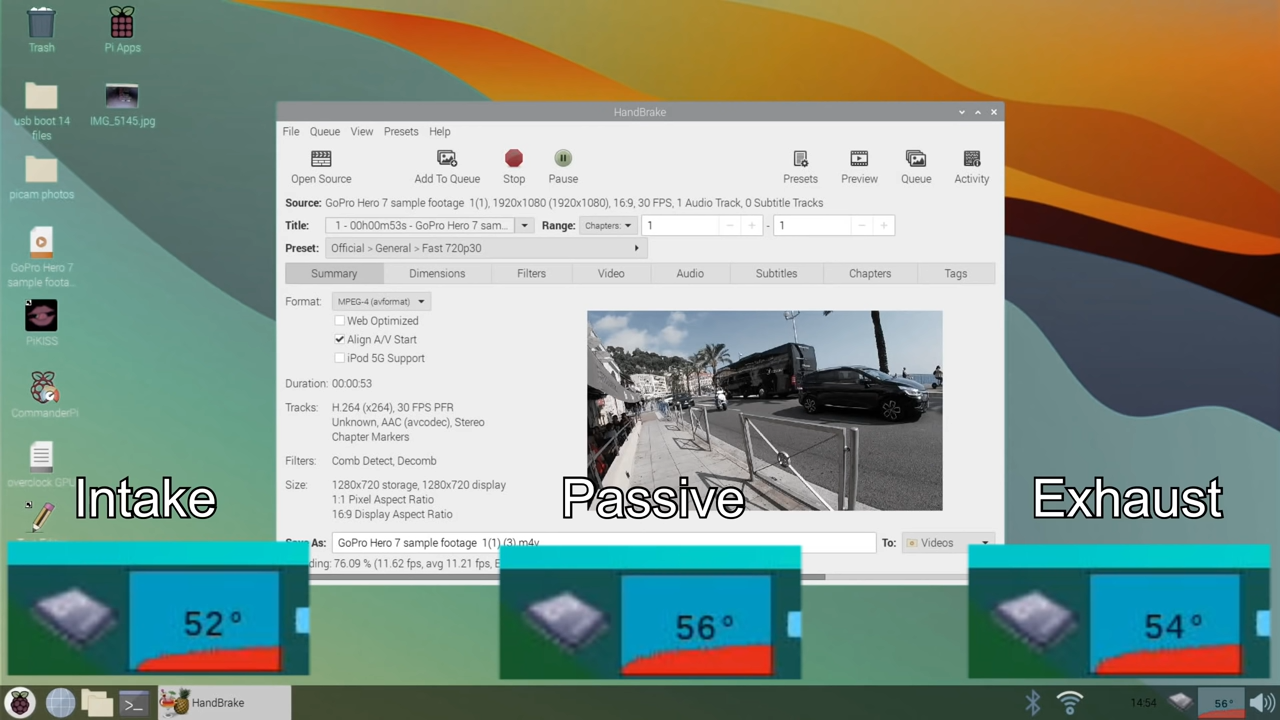 Trash
Pi Apps
usb boot 14
files
IMG_5145.jpg
picam photos
GoPro Hero 7
sample foota...
PiKISS
CommanderPi
overclock GPU
HandBrake
File Queue View Presets Help
Open Source Add To Queue Stop Pause Presets Preview Queue Activity
Source: GoPro Hero 7 sample footage 1(1), 1920x1080 (1920x1080), 16:9, 30 FPS, 1 Audio Track, 0 Subtitle Tracks
Title: 1 - 00h00m53s - GoPro Hero 7 sam... Range: Chapters: 1 - 1
Preset: Official > General > Fast 720p30
Summary Dimensions Filters Video Audio Subtitles Chapters Tags
Format: MPEG-4 (avformat)
Web Optimized
Align A/V Start
iPod 5G Support
Duration: 00:00:53
Tracks: H.264 (x264), 30 FPS PFR
Unknown, AAC (avcodec), Stereo
Chapter Markers
Filters: Comb Detect, Decomb
Size: 1280x720 storage, 1280x720 display
1:1 Pixel Aspect Ratio
16:9 Display Aspect Ratio
Intake Passive Exhaust
As: GoPro Hero 7 sample footage 1(1) (3).m4v To: Videos
ding: 76.09 % (11.62 fps, avg 11.21 fps, E
52° 56° 54°
HandBrake 14:54 56°